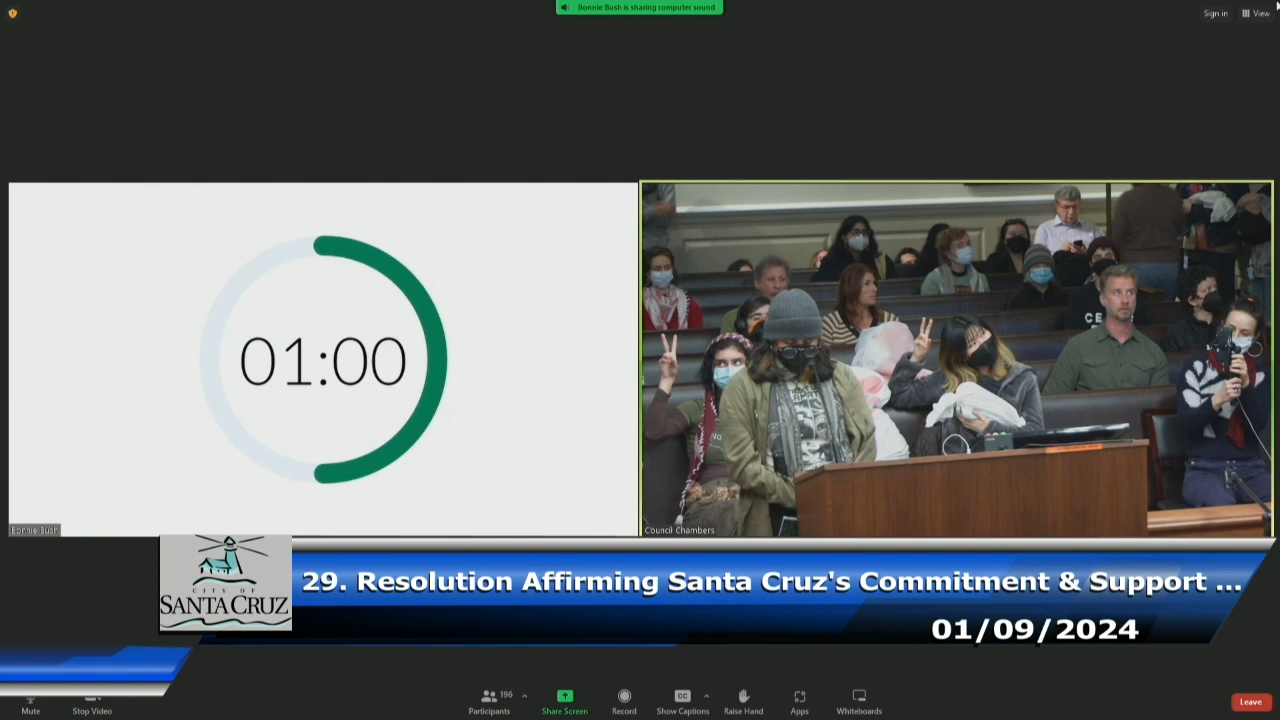 Bonnie Bush is sharing computer sound
Sign in
View
01:00
Bonnie Bush
Council Chambers
CITY OF
SANTA CRUZ
29. Resolution Affirming Santa Cruz's Commitment & Support ...
01/09/2024
Mute
Stop Video
Participants
196
Share Screen
CC
Record
Show Captions
Raise Hand
Apps
Whiteboards
Leave